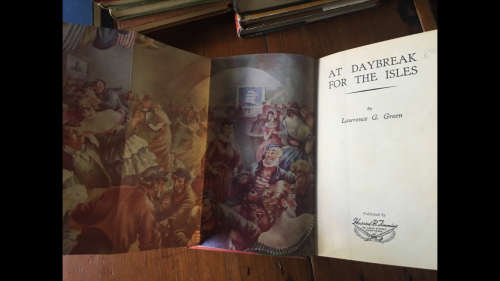 AT DAYBREAK
FOR THE ISLES
by
Lawrence G. Green
Published by